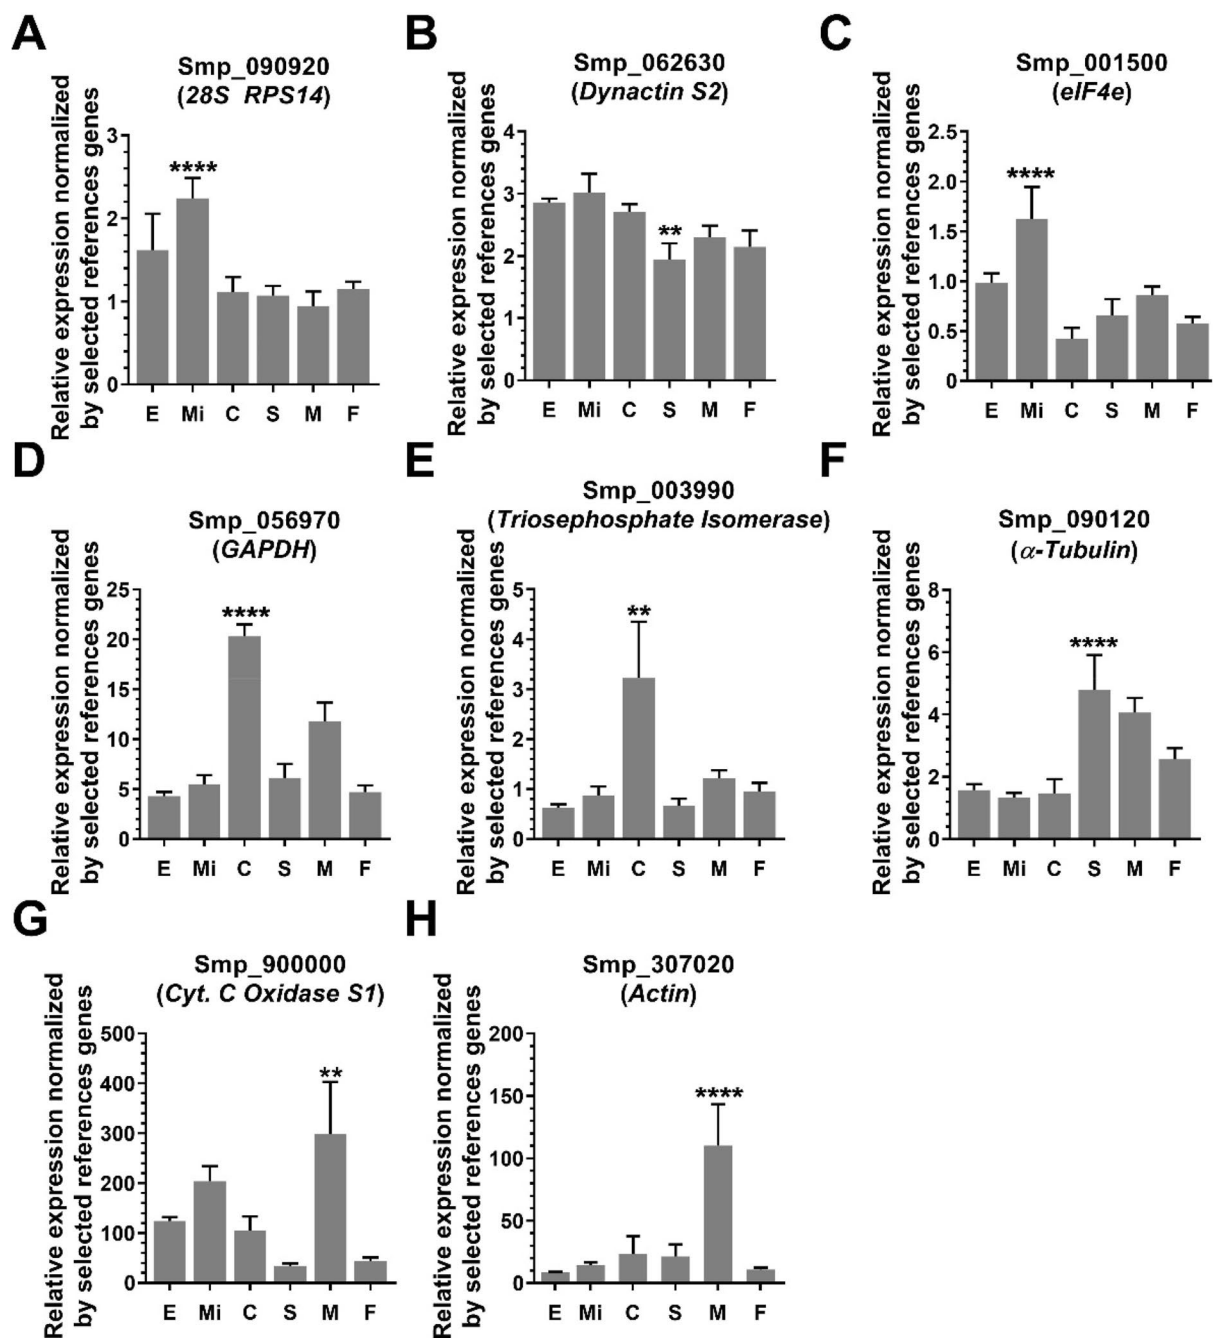 A
Smp_090920
(28S RPS14)
Relative expression normalized
by selected references genes
3
2
1
0
****
E Mi C S M F
B
Smp_062630
(Dynactin S2)
Relative expression normalized
by selected references genes
4
3
2
1
0
**
E Mi C S M F
C
Smp_001500
(eIF4e)
Relative expression normalized
by selected references genes
2.5
2.0
1.5
1.0
0.5
0
****
E Mi C S M F
D
Smp_056970
(GAPDH)
Relative expression normalized
by selected references genes
25
20
15
10
5
0
****
E Mi C S M F
E
Smp_003990
(Triosephosphate Isomerase)
Relative expression normalized
by selected references genes
5
4
3
2
1
0
**
E Mi C S M F
F
Smp_090120
(α-Tubulin)
Relative expression normalized
by selected references genes
8
6
4
2
0
****
E Mi C S M F
G
Smp_900000
(Cyt. C Oxidase S1)
Relative expression normalized
by selected references genes
500
400
300
200
100
0
**
E Mi C S M F
H
Smp_307020
(Actin)
Relative expression normalized
by selected references genes
200
150
100
50
0
****
E Mi C S M F